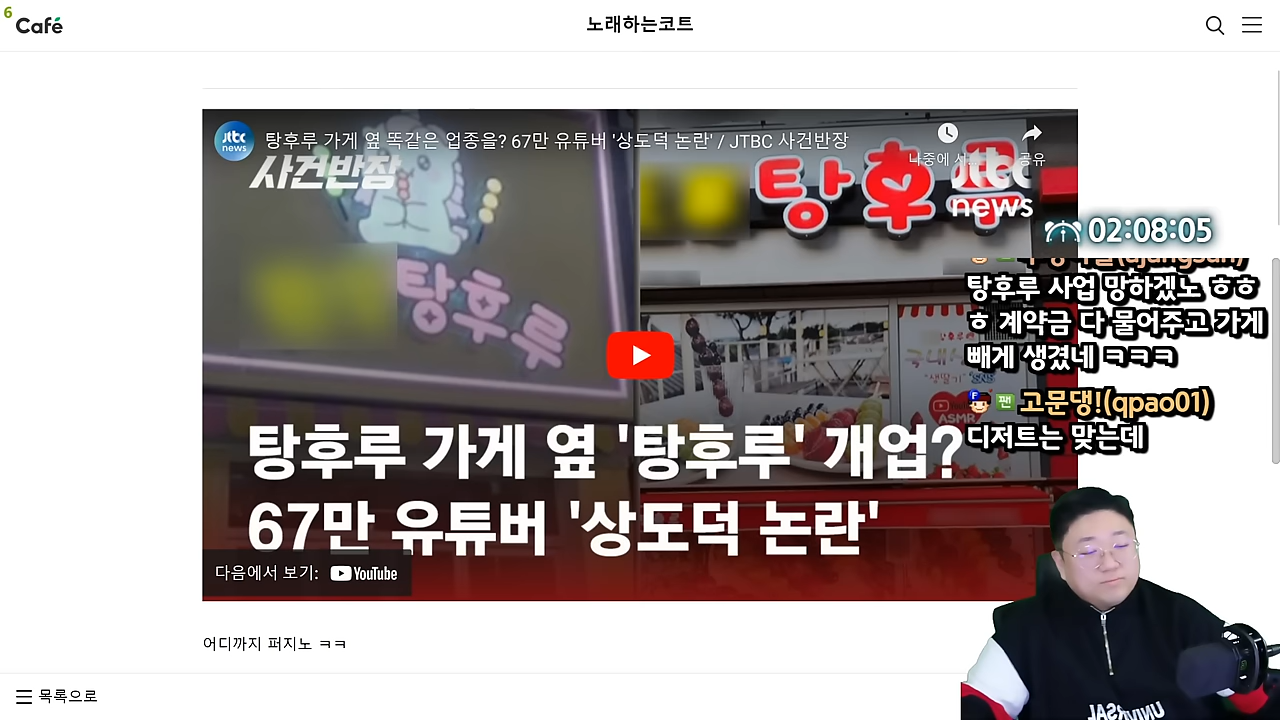 6
Café
노래하는코트
jtbc
news
탕후루 가게 옆 똑같은 업종을? 67만 유튜버 '상도덕 논란' / JTBC 사건반장
공유
사건반장
jtbc
news
탕후루
탕후루
02:08:05
탕후루 사업 망하겠노 ㅎㅎ
ㅎ 계약금 다 물어주고 가게
빼게 생겼네 ㅋㅋㅋ
팬 고문댕!(qpao01)
디저트는 맞는데
ASMR
탕후루 가게 옆 '탕후루' 개업?
67만 유튜버 '상도덕 논란'
다음에서 보기: YouTube
어디까지 퍼지노 ㅋㅋ
목록으로